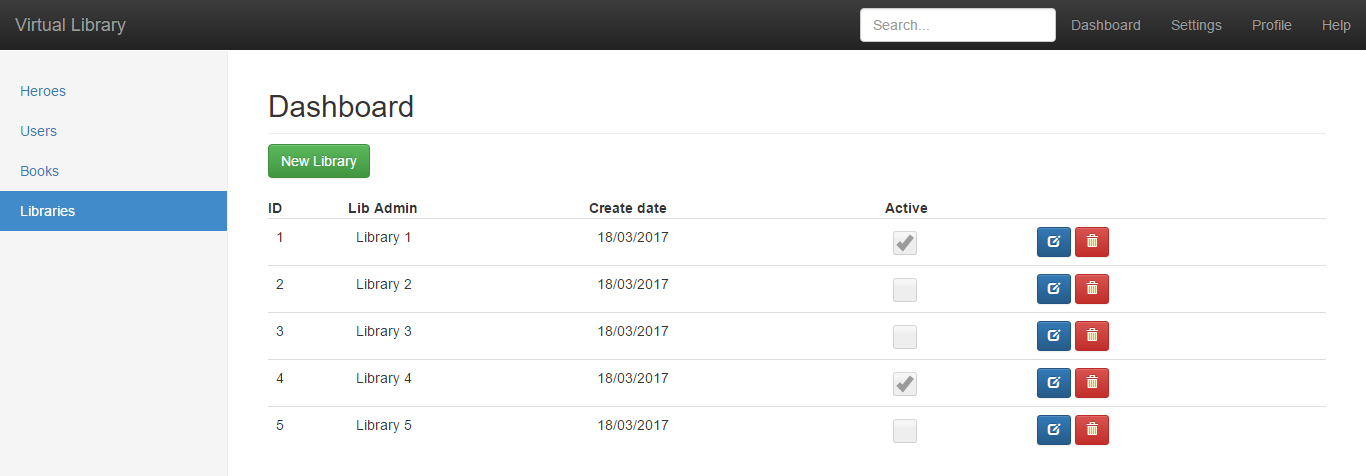 Virtual Library Search... Dashboard Settings Profile Help
Heroes
Users
Books
Libraries
Dashboard
New Library
ID Lib Admin Create date Active
1 Library 1 18/03/2017
2 Library 2 18/03/2017
3 Library 3 18/03/2017
4 Library 4 18/03/2017
5 Library 5 18/03/2017